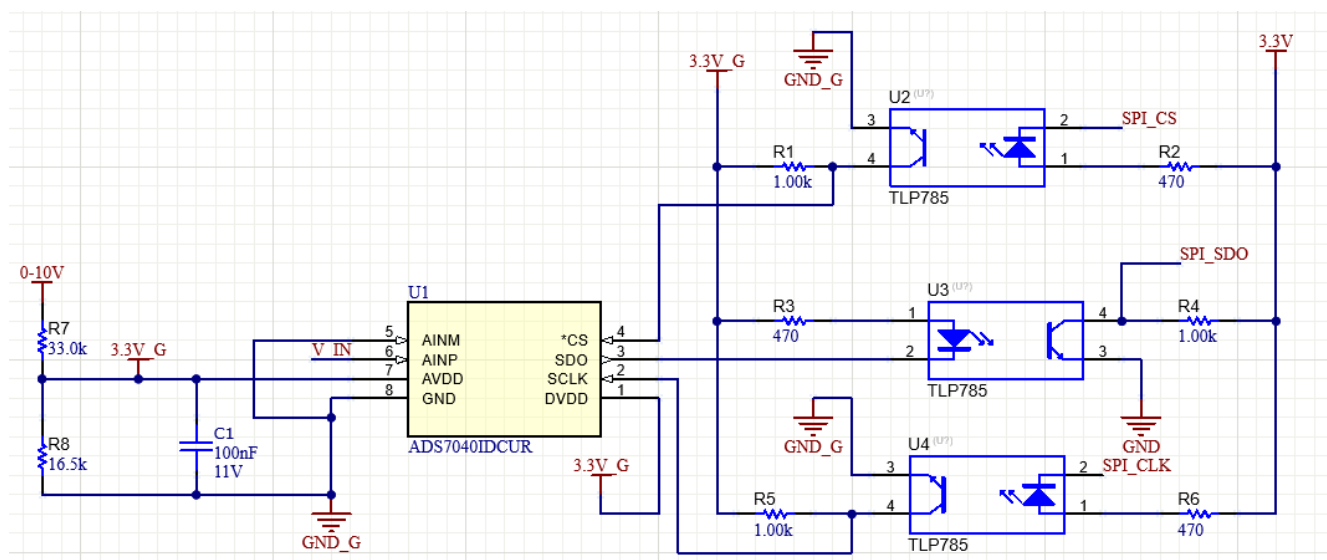 3.3V_G
GND_G
3.3V
U2 (U?)
3
4
2
1
SPI_CS
R1
1.00k
R2
470
TLP785
SPI_SDO
0-10V
R7
33.0k
3.3V_G
V_IN
U1
5
6
7
8
AINM
AINP
AVDD
GND
*CS
SDO
SCLK
DVDD
4
3
2
1
ADS7040IDCUR
R3
470
U3 (U?)
1
2
4
3
R4
1.00k
TLP785
GND
R8
16.5k
C1
100nF
11V
GND_G
3.3V_G
GND_G
U4 (U?)
3
4
2
1
SPI_CLK
R5
1.00k
R6
470
TLP785